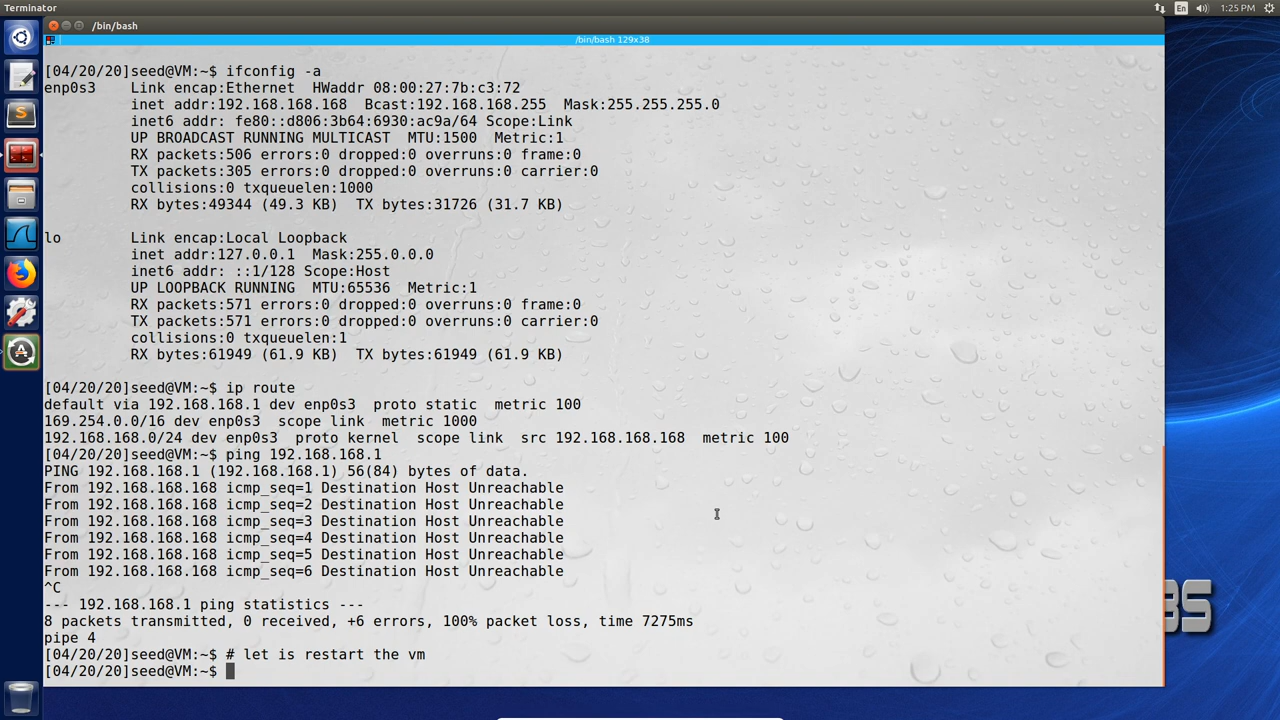 Terminator
En
1:25 PM
/bin/bash
/bin/bash 129x38
[04/20/20]seed@VM:~$ ifconfig -a
enp0s3    Link encap:Ethernet  HWaddr 08:00:27:7b:c3:72
          inet addr:192.168.168.168  Bcast:192.168.168.255  Mask:255.255.255.0
          inet6 addr: fe80::d806:3b64:6930:ac9a/64 Scope:Link
          UP BROADCAST RUNNING MULTICAST  MTU:1500  Metric:1
          RX packets:506 errors:0 dropped:0 overruns:0 frame:0
          TX packets:305 errors:0 dropped:0 overruns:0 carrier:0
          collisions:0 txqueuelen:1000
          RX bytes:49344 (49.3 KB)  TX bytes:31726 (31.7 KB)
lo        Link encap:Local Loopback
          inet addr:127.0.0.1  Mask:255.0.0.0
          inet6 addr: ::1/128 Scope:Host
          UP LOOPBACK RUNNING  MTU:65536  Metric:1
          RX packets:571 errors:0 dropped:0 overruns:0 frame:0
          TX packets:571 errors:0 dropped:0 overruns:0 carrier:0
          collisions:0 txqueuelen:1
          RX bytes:61949 (61.9 KB)  TX bytes:61949 (61.9 KB)
[04/20/20]seed@VM:~$ ip route
default via 192.168.168.1 dev enp0s3  proto static  metric 100
169.254.0.0/16 dev enp0s3  scope link  metric 1000
192.168.168.0/24 dev enp0s3  proto kernel  scope link  src 192.168.168.168  metric 100
[04/20/20]seed@VM:~$ ping 192.168.168.1
PING 192.168.168.1 (192.168.168.1) 56(84) bytes of data.
From 192.168.168.168 icmp_seq=1 Destination Host Unreachable
From 192.168.168.168 icmp_seq=2 Destination Host Unreachable
From 192.168.168.168 icmp_seq=3 Destination Host Unreachable
From 192.168.168.168 icmp_seq=4 Destination Host Unreachable
From 192.168.168.168 icmp_seq=5 Destination Host Unreachable
From 192.168.168.168 icmp_seq=6 Destination Host Unreachable
^C
--- 192.168.168.1 ping statistics ---
8 packets transmitted, 0 received, +6 errors, 100% packet loss, time 7275ms
pipe 4
[04/20/20]seed@VM:~$ # let is restart the vm
[04/20/20]seed@VM:~$